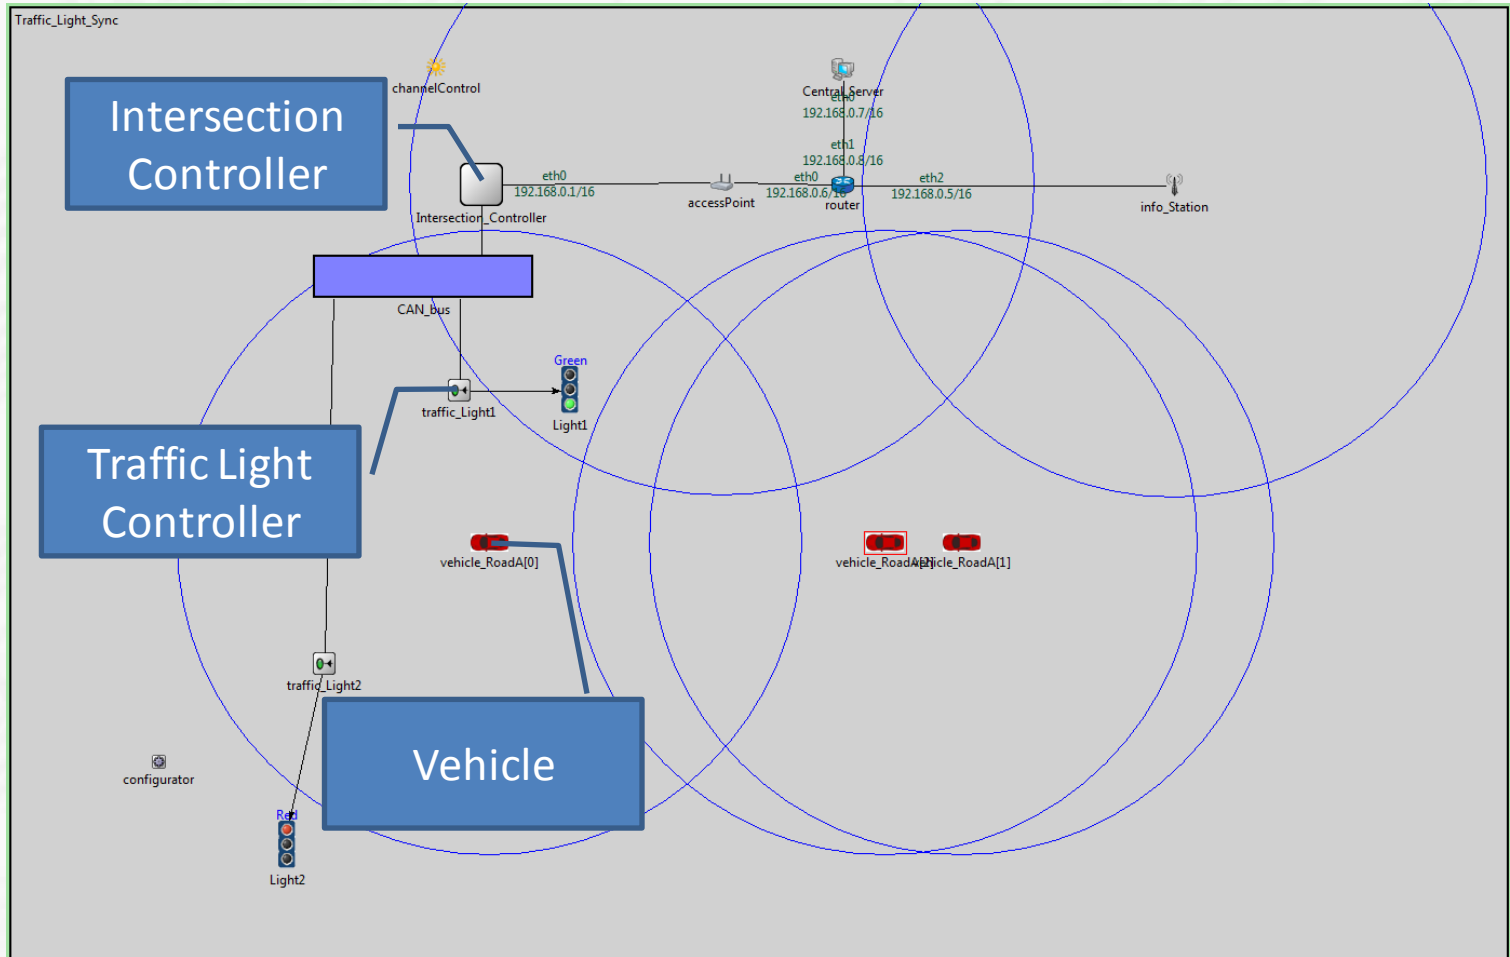 Traffic_Light_Sync
channelControl
Central_Server
eth0
192.168.0.7/16
Intersection
Controller
eth1
192.168.0.8/16
eth0
192.168.0.1/16
accessPoint
eth0
192.168.0.6/16
router
eth2
192.168.0.5/16
info_Station
Intersection_Controller
CAN_bus
Green
traffic_Light1
Light1
Traffic Light
Controller
vehicle_RoadA[0]
vehicle_RoadA[2]
vehicle_RoadA[1]
traffic_Light2
Vehicle
configurator
Red
Light2